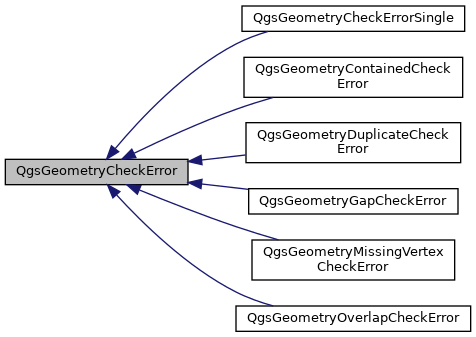 QgsGeometryCheckErrorSingle
QgsGeometryContainedCheck
Error
QgsGeometryDuplicateCheck
Error
QgsGeometryCheckError
QgsGeometryGapCheckError
QgsGeometryMissingVertex
CheckError
QgsGeometryOverlapCheckError